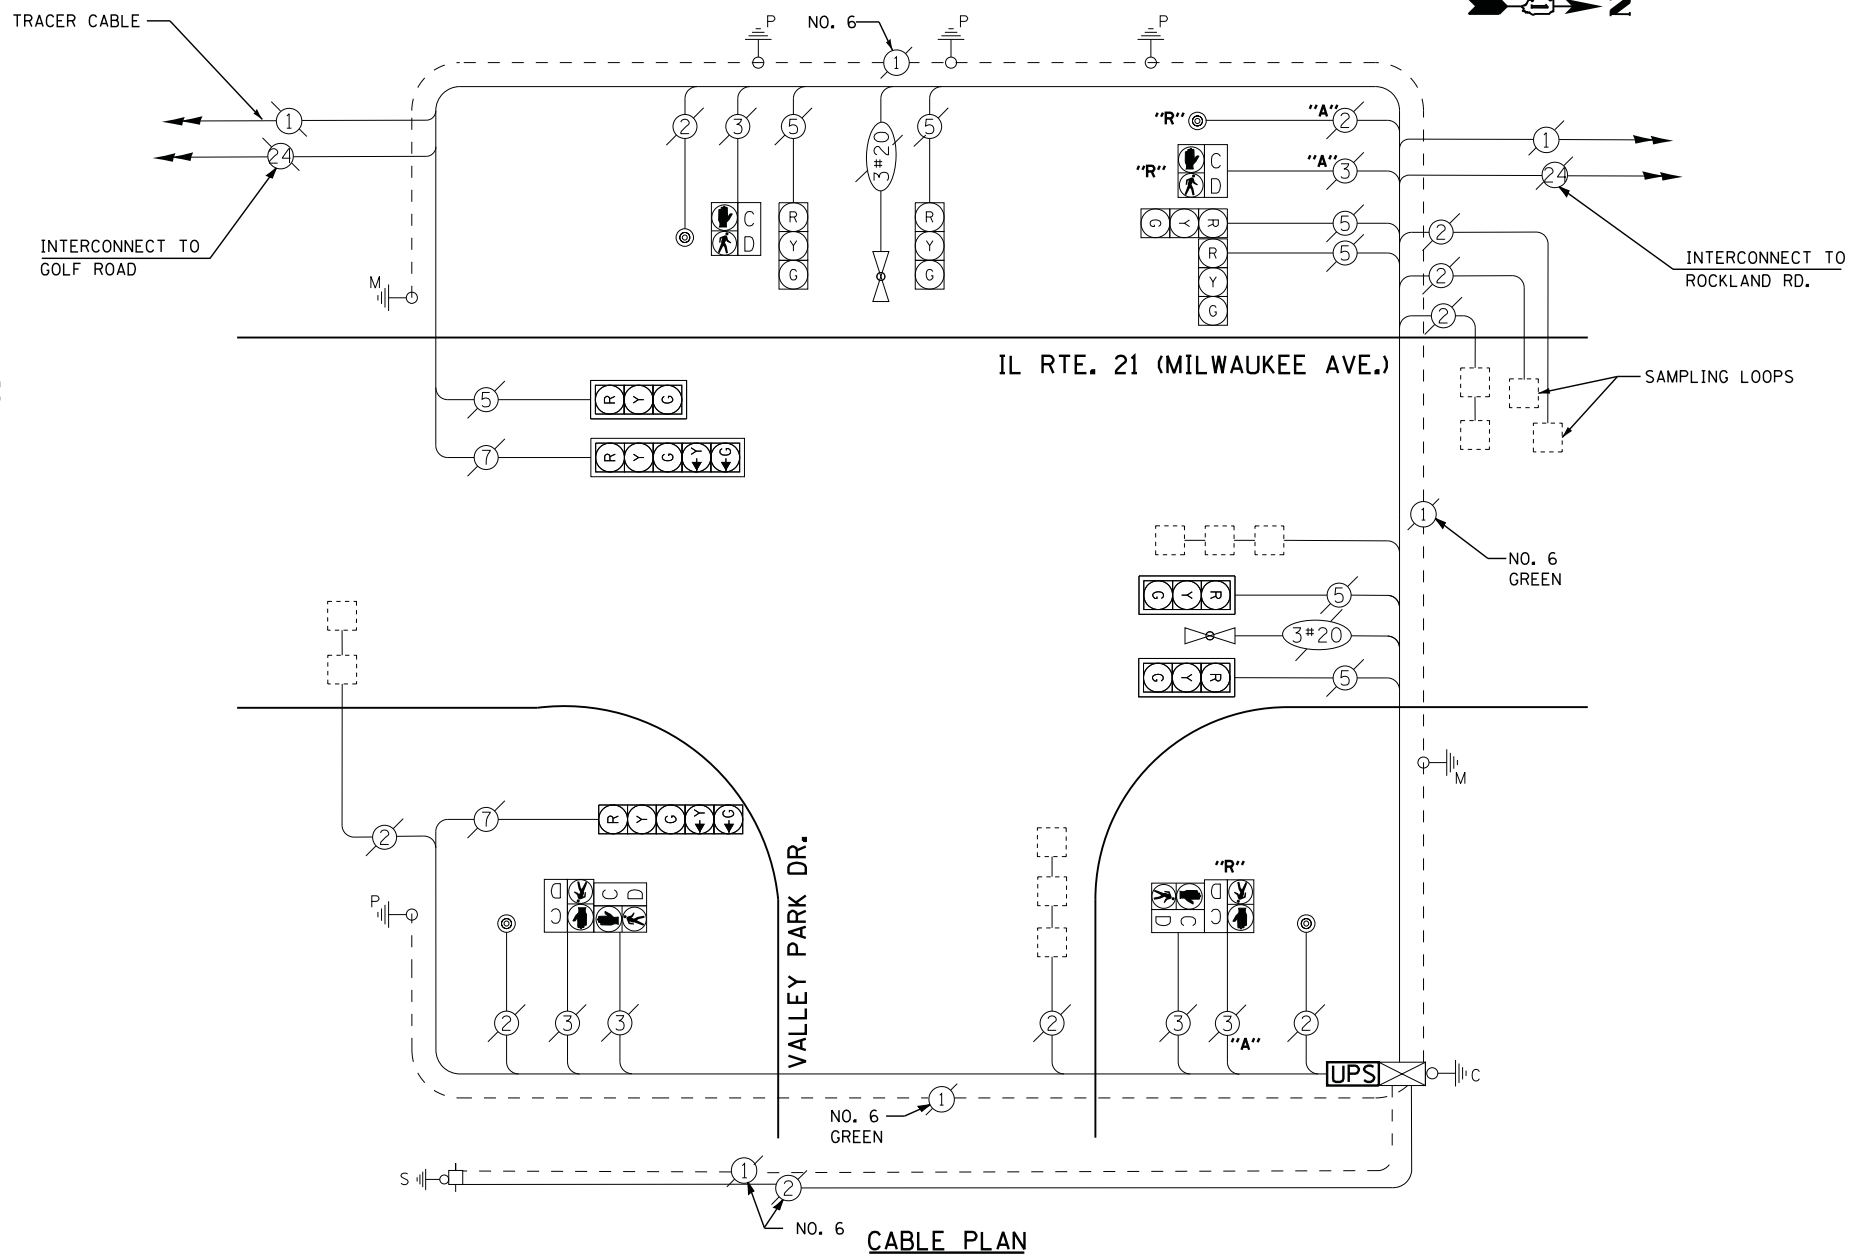 TRACER CABLE
NO. 6
P
P
P
1
2
1
24
INTERCONNECT TO
GOLF ROAD
M
2
3
5
3#20
5
C
D
R
Y
G
R
Y
G
"R"
"A"
2
"R"
C
D
"A"
3
G Y R
5
R
Y
G
5
1
24
INTERCONNECT TO
ROCKLAND RD.
2
2
2
SAMPLING LOOPS
IL RTE. 21 (MILWAUKEE AVE.)
5
R Y G
7
R Y G Y G
1
NO. 6
GREEN
G Y R
5
3#20
G Y R
5
M
2
7
R Y G Y G
P
D
C
C D
2
3
3
VALLEY PARK DR.
2
"R"
D C
D
C
3
3
"A"
2
UPS
C
1
NO. 6
GREEN
S
1
2
NO. 6
CABLE PLAN